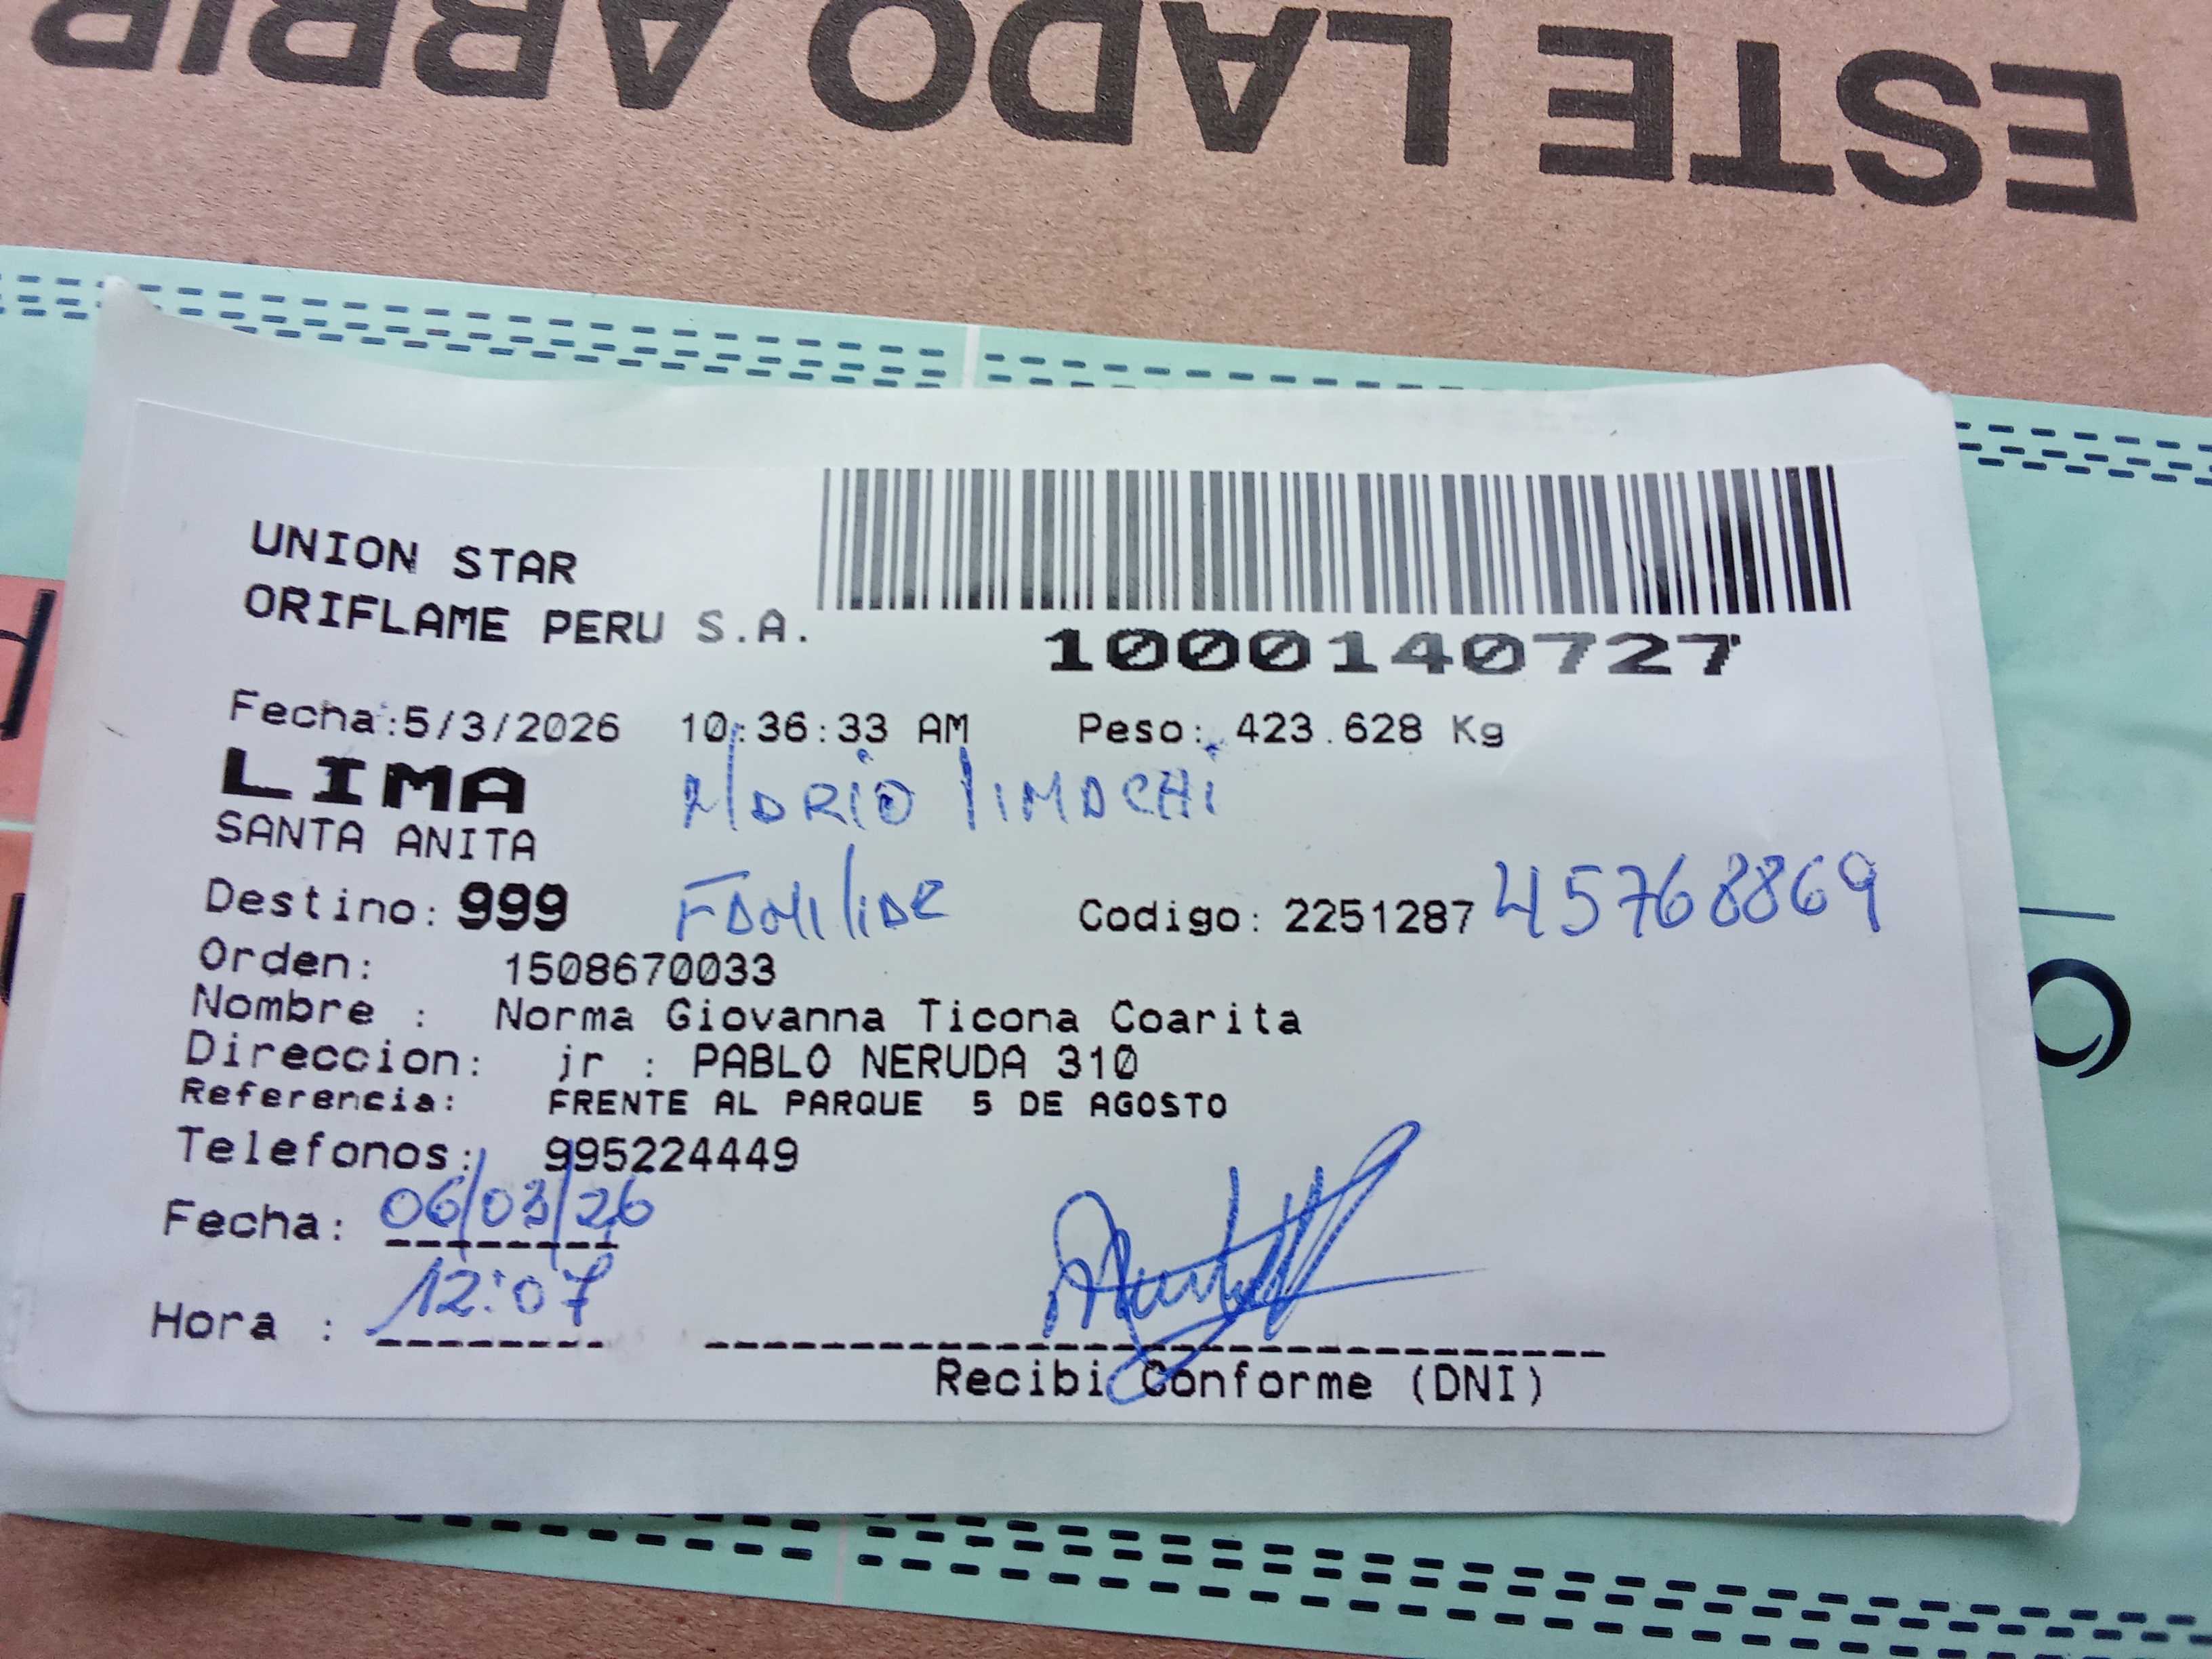 ESTE LADO ABRIR
UNION STAR
ORIFLAME PERU S.A.
1000140727
Fecha:5/3/2026 10:36:33 AM Peso: 423.628 Kg
LIMA
MARIO
SANTA ANITA
Destino: 999 FAMILIAR Codigo: 2251287 45768869
Orden: 1508670033
Nombre : Norma Giovanna Ticona Coarita
Direccion: jr : PABLO NERUDA 310
Referencia: FRENTE AL PARQUE 5 DE AGOSTO
Telefonos: 995224449
Fecha: 06/03/26
Hora : 12:07
Recibi Conforme (DNI)